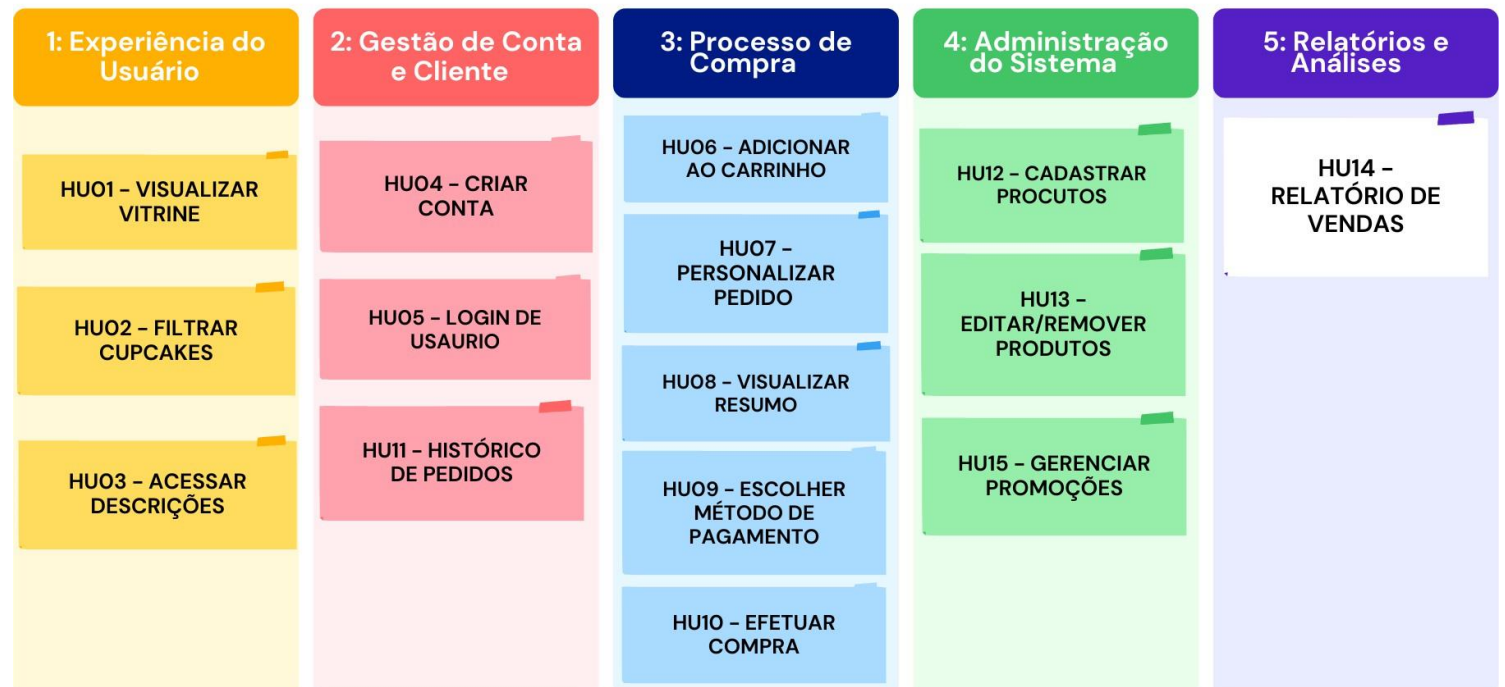 1: Experiência do
Usuário
HU01 - VISUALIZAR
VITRINE
HU02 - FILTRAR
CUPCAKES
HU03 - ACESSAR
DESCRIÇÕES
2: Gestão de Conta
e Cliente
HU04 - CRIAR
CONTA
HU05 - LOGIN DE
USAURIO
HU11 - HISTÓRICO
DE PEDIDOS
3: Processo de
Compra
HU06 - ADICIONAR
AO CARRINHO
HU07 -
PERSONALIZAR
PEDIDO
HU08 - VISUALIZAR
RESUMO
HU09 - ESCOLHER
MÉTODO DE
PAGAMENTO
HU10 - EFETUAR
COMPRA
4: Administração
do Sistema
HU12 - CADASTRAR
PROCUTOS
HU13 -
EDITAR/REMOVER
PRODUTOS
HU15 - GERENCIAR
PROMOÇÕES
5: Relatórios e
Análises
HU14 -
RELATÓRIO DE
VENDAS